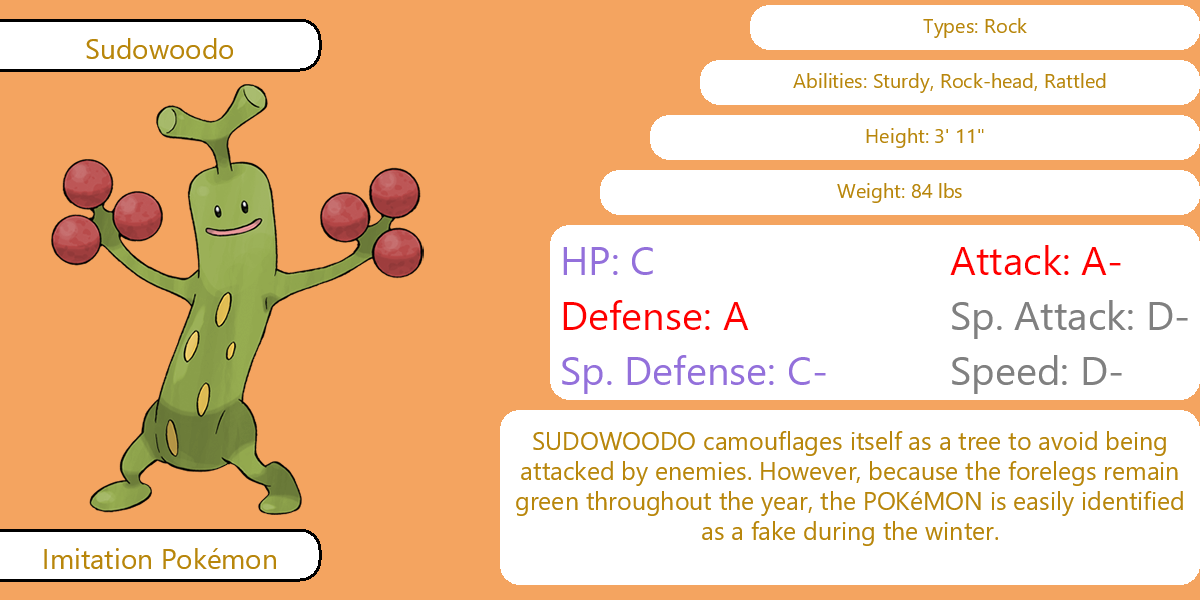 Sudowoodo
Types: Rock
Abilities: Sturdy, Rock-head, Rattled
Height: 3' 11"
Weight: 84 lbs
HP: C
Attack: A-
Defense: A
Sp. Attack: D-
Sp. Defense: C-
Speed: D-
SUDOWOODO camouflages itself as a tree to avoid being
attacked by enemies. However, because the forelegs remain
green throughout the year, the POKéMON is easily identified
as a fake during the winter.
Imitation Pokémon